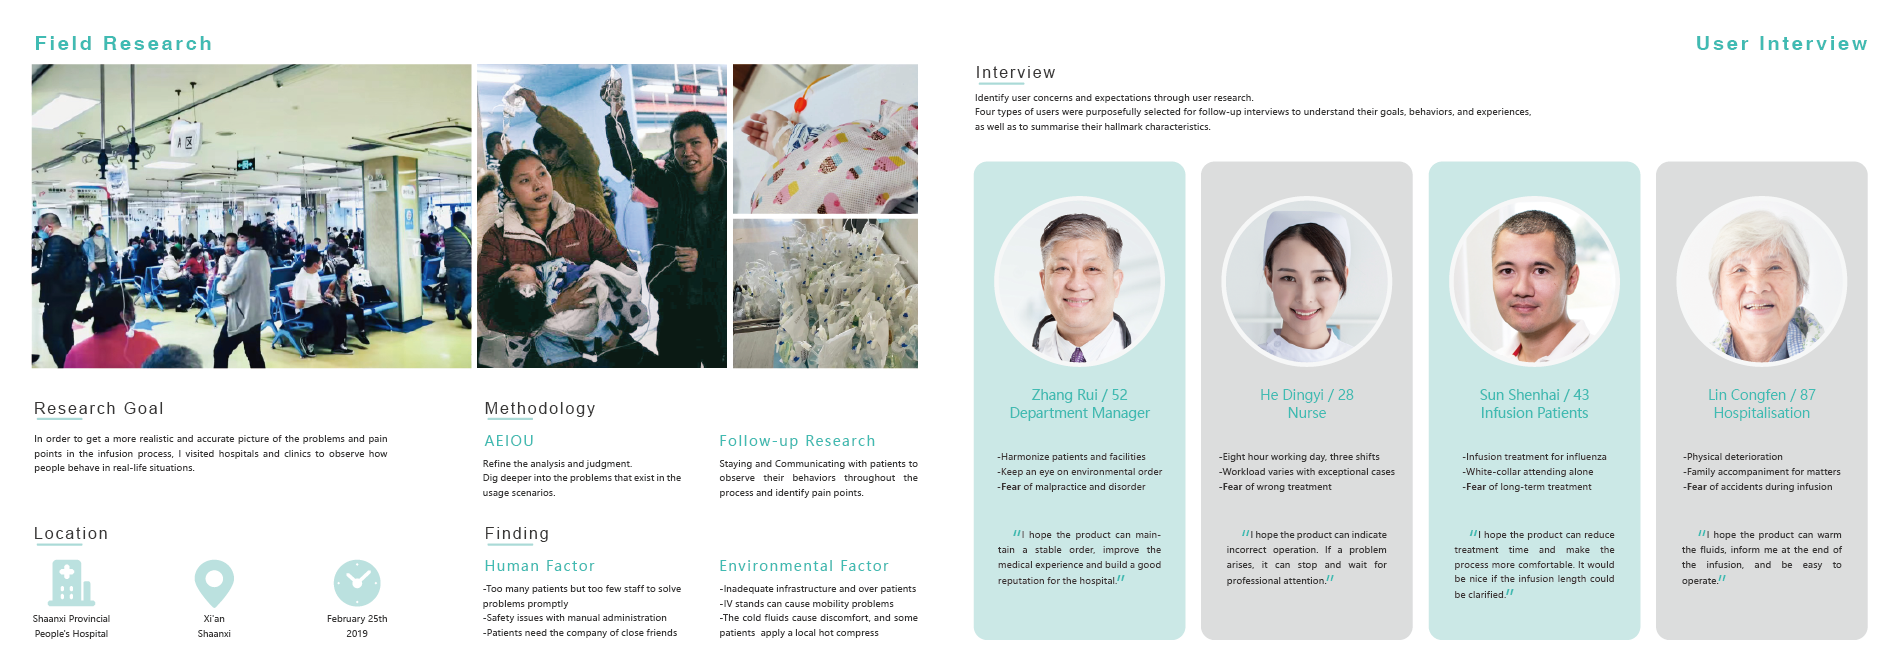 Field Research
Research Goal
In order to get a more realistic and accurate picture of the problems and pain
points in the infusion process, I visited hospitals and clinics to observe how
people behave in real-life situations.
Location
Shaanxi Provincial
People's Hospital
Xi'an
Shaanxi
February 25th
2019
Methodology
AEIOU
Refine the analysis and judgment.
Dig deeper into the problems that exist in the
usage scenarios.
Follow-up Research
Staying and Communicating with patients to
observe their behaviors throughout the
process and identify pain points.
Finding
Human Factor
-Too many patients but too few staff to solve
problems promptly
-Safety issues with manual administration
-Patients need the company of close friends
Environmental Factor
-Inadequate infrastructure and over patients
-IV stands can cause mobility problems
-The cold fluids cause discomfort, and some
patients apply a local hot compress
User Interview
Interview
Identify user concerns and expectations through user research.
Four types of users were purposefully selected for follow-up interviews to understand their goals, behaviors, and experiences,
as well as to summarise their hallmark characteristics.
Zhang Rui / 52
Department Manager
-Harmonize patients and facilities
-Keep an eye on environmental order
-Fear of malpractice and disorder
"I hope the product can main-
tain a stable order, improve the
medical experience and build a good
reputation for the hospital."
He Dingyi / 28
Nurse
-Eight hour working day, three shifts
-Workload varies with exceptional cases
-Fear of wrong treatment
"I hope the product can indicate
incorrect operation. If a problem
arises, it can stop and wait for
professional attention."
Sun Shenhai / 43
Infusion Patients
-Infusion treatment for influenza
-White-collar attending alone
-Fear of long-term treatment
"I hope the product can reduce
treatment time and make the
process more comfortable. It would
be nice if the infusion length could
be clarified."
Lin Congfen / 87
Hospitalisation
-Physical deterioration
-Family accompaniment for matters
-Fear of accidents during infusion
"I hope the product can warm
the fluids, inform me at the end of
the infusion, and be easy to
operate."
A 区